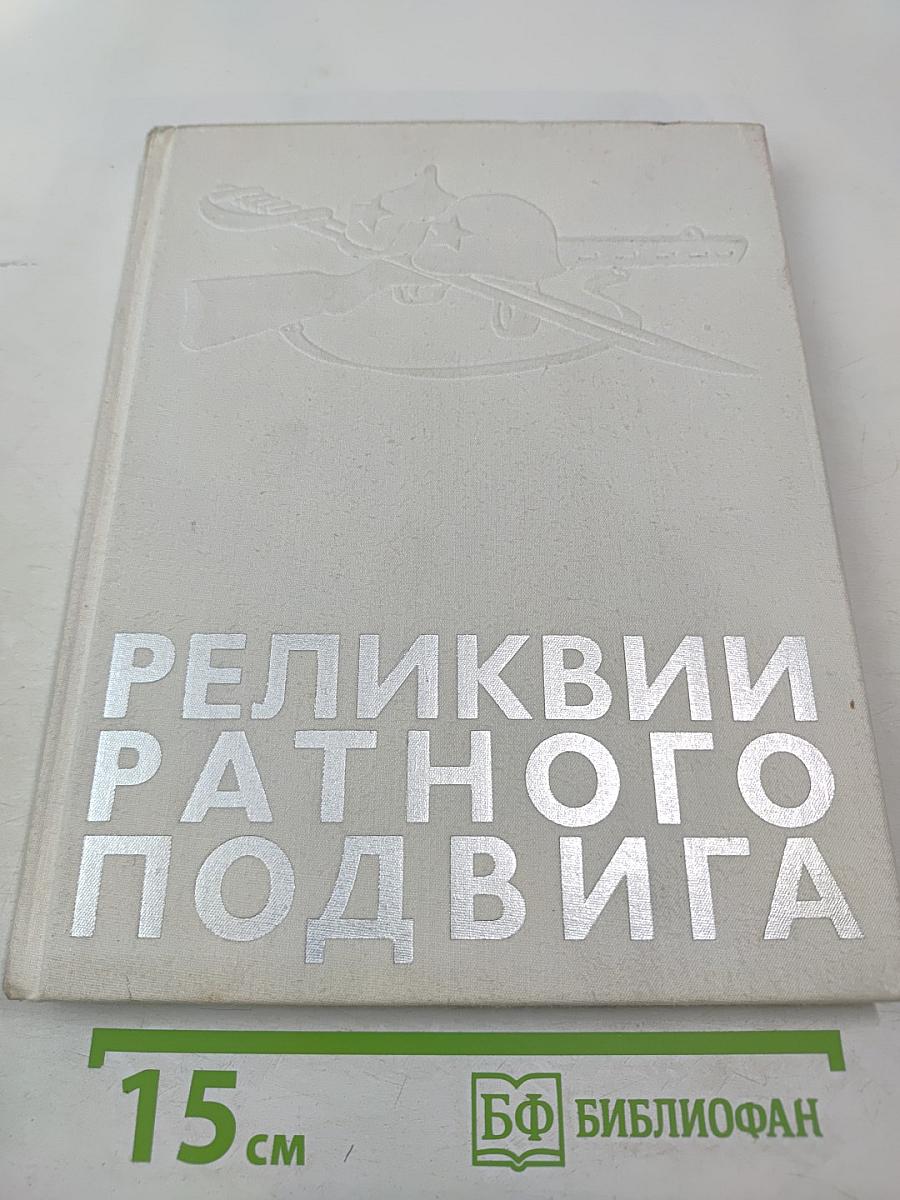 РЕЛИКВИИ
РАТНОГО
ПОДВИГА
15 см
БФ БИБЛИОФАН